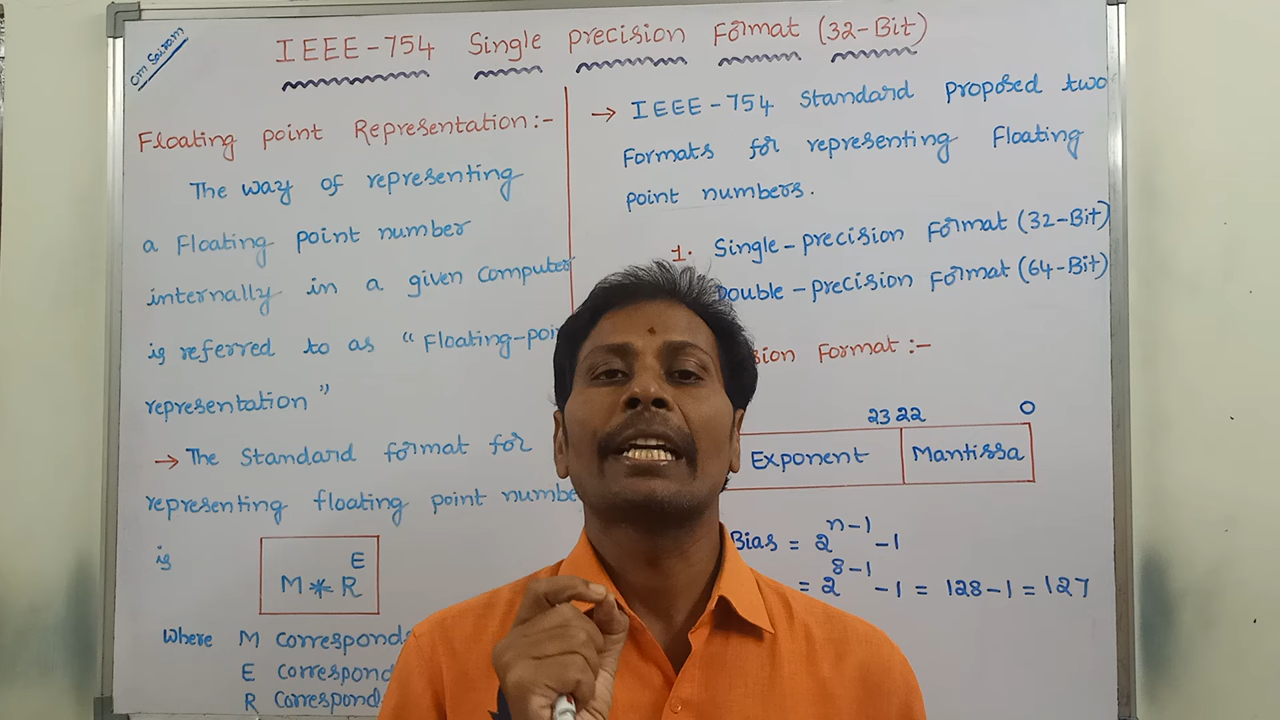 Om Sairam
IEEE-754 Single precision Format (32-Bit)
Floating point Representation:-
The way of representing
a Floating point number
internally in a given Computer
is referred to as "Floating-poin
representation"
→ The Standard format for
representing floating point numbe
is
M * R^E
Where M corresponds
E correspond
R Correspond
→ IEEE-754 Standard proposed two
Formats for representing Floating
point numbers.
1. Single-precision Format (32-Bit)
Double-precision Format (64-Bit)
sion Format:-
23 22 0
Exponent Mantissa
Bias = 2^n-1 -1
= 2^8-1 -1 = 128-1 = 127